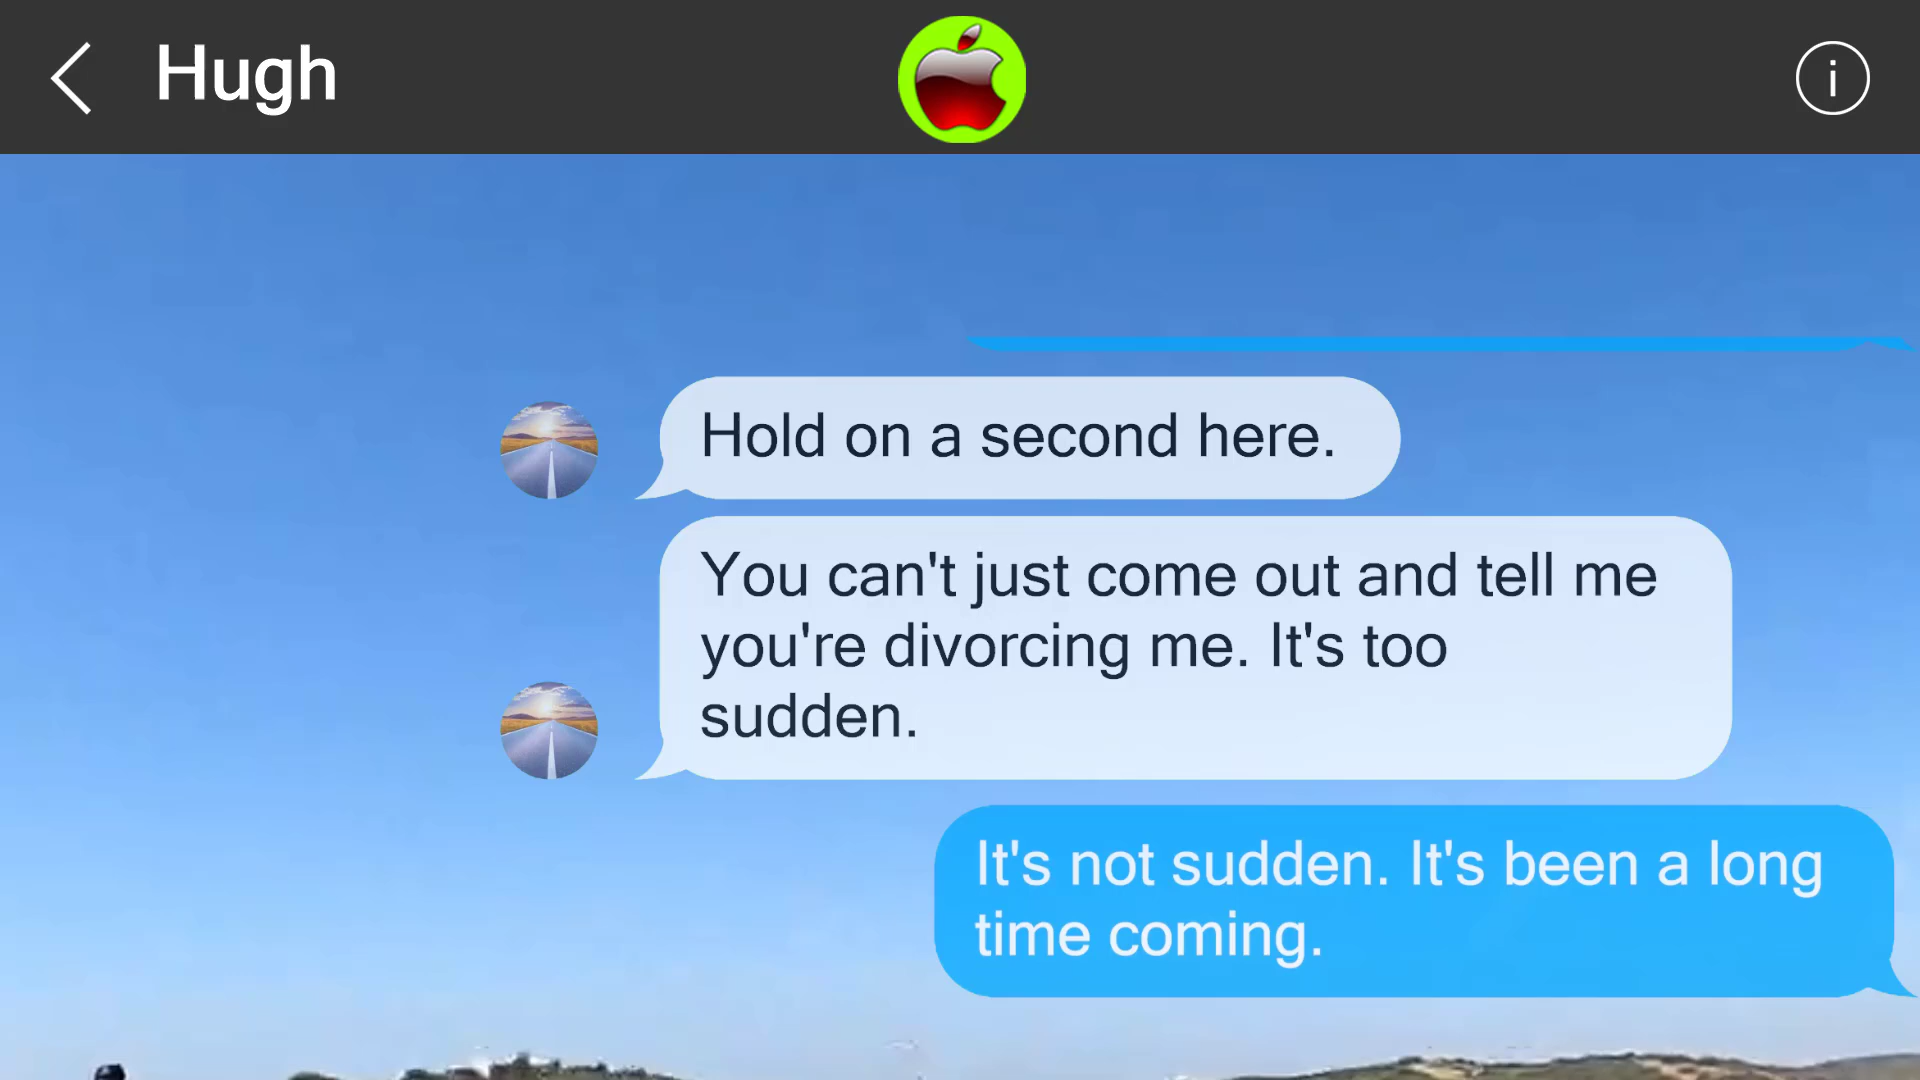 Hugh
i
Hold on a second here.
You can't just come out and tell me
you're divorcing me. It's too
sudden.
It's not sudden. It's been a long
time coming.